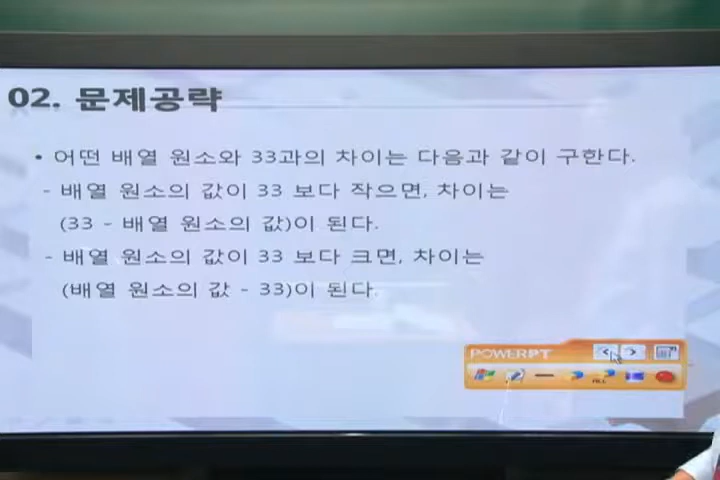 02. 문제공략
• 어떤 배열 원소와 33과의 차이는 다음과 같이 구한다.
- 배열 원소의 값이 33 보다 작으면, 차이는
(33 - 배열 원소의 값)이 된다.
- 배열 원소의 값이 33 보다 크면, 차이는
(배열 원소의 값 - 33)이 된다.
POWERPT